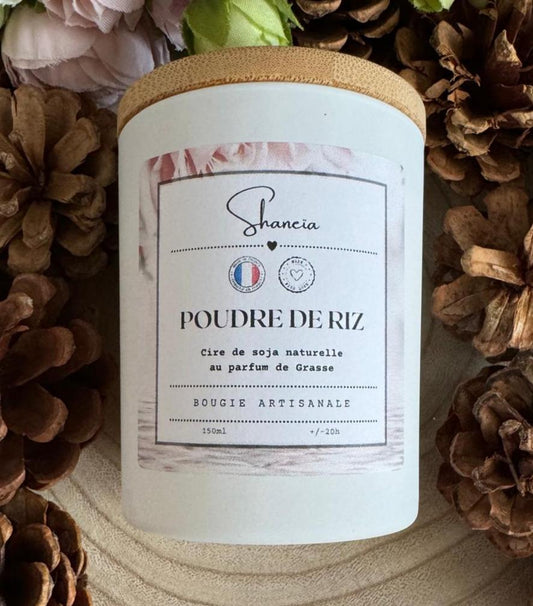 Shancia
POUDRE DE RIZ
Cire de soja naturelle
au parfum de Grasse
BOUGIE ARTISANALE
150ml +/-20h